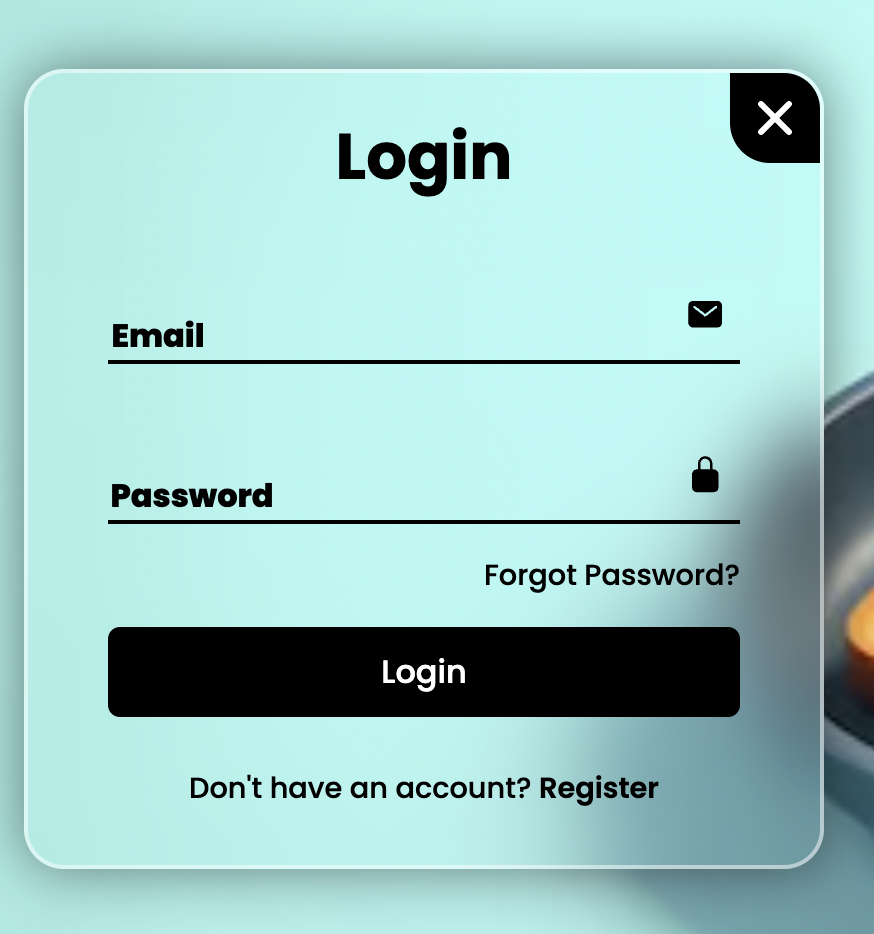 Login
Email
Password
Forgot Password?
Login
Don't have an account? Register